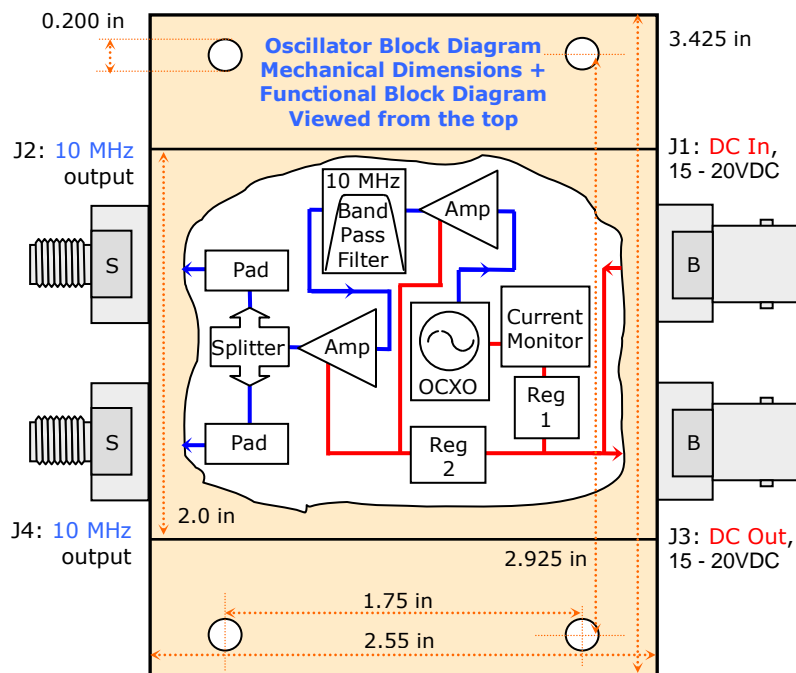 0.200 in
Oscillator Block Diagram
Mechanical Dimensions +
Functional Block Diagram
Viewed from the top
3.425 in
J2: 10 MHz
output
J1: DC In,
15 - 20VDC
10 MHz
Band
Pass
Filter
Amp
S
Pad
B
Splitter
Amp
OCXO
Current
Monitor
Reg
1
S
Pad
Reg
2
B
2.0 in
J4: 10 MHz
output
2.925 in
J3: DC Out,
15 - 20VDC
1.75 in
2.55 in